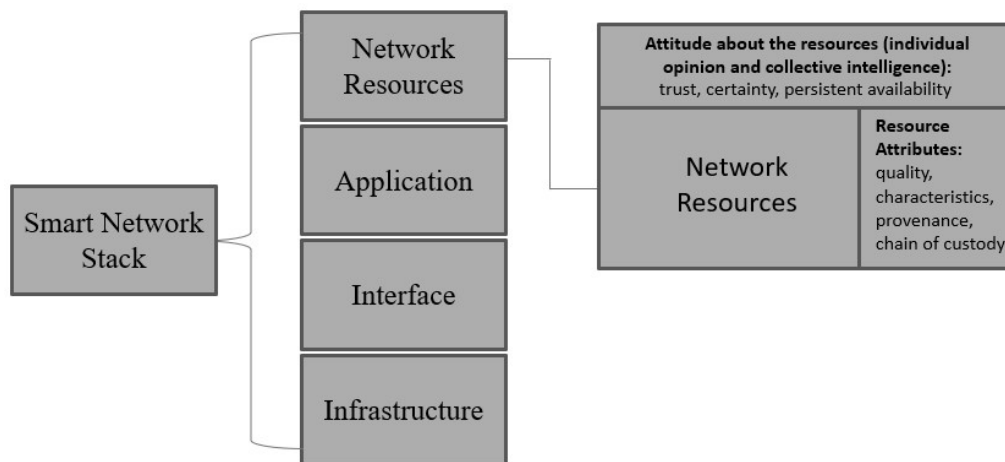 Smart Network
Stack
Network
Resources
Application
Interface
Infrastructure
Attitude about the resources (individual
opinion and collective intelligence):
trust, certainty, persistent availability
Network
Resources
Resource
Attributes:
quality,
characteristics,
provenance,
chain of custody